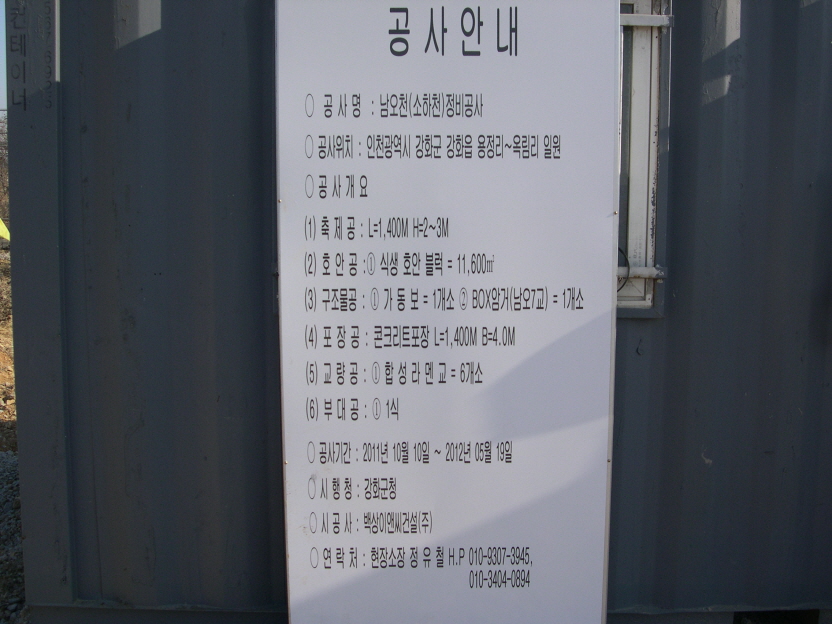 공사안내
○ 공 사 명 : 남오천(소하천)정비공사
○ 공사위치 : 인천광역시 강화군 강화읍 용정리~옥림리 일원
○ 공 사 개 요
(1) 축 제 공 : L=1,400M H=2~3M
(2) 호 안 공 : ① 식생 호안 블럭 = 11,600㎡
(3) 구조물공 : ① 가 동 보 = 1개소 ② BOX암거(남오7교) = 1개소
(4) 포 장 공 : 콘크리트포장 L=1,400M B=4.0M
(5) 교 량 공 : ① 합 성 라 멘 교 = 6개소
(6) 부 대 공 : ① 1식
○ 공사기간 : 2011년 10월 10일 ~ 2012년 05월 19일
○ 시 행 청 : 강화군청
○ 시 공 사 : 백상이앤씨건설(주)
○ 연 락 처 : 현장소장 정 유 철 H.P 010-9307-3945,
010-3404-0894
컨테이너